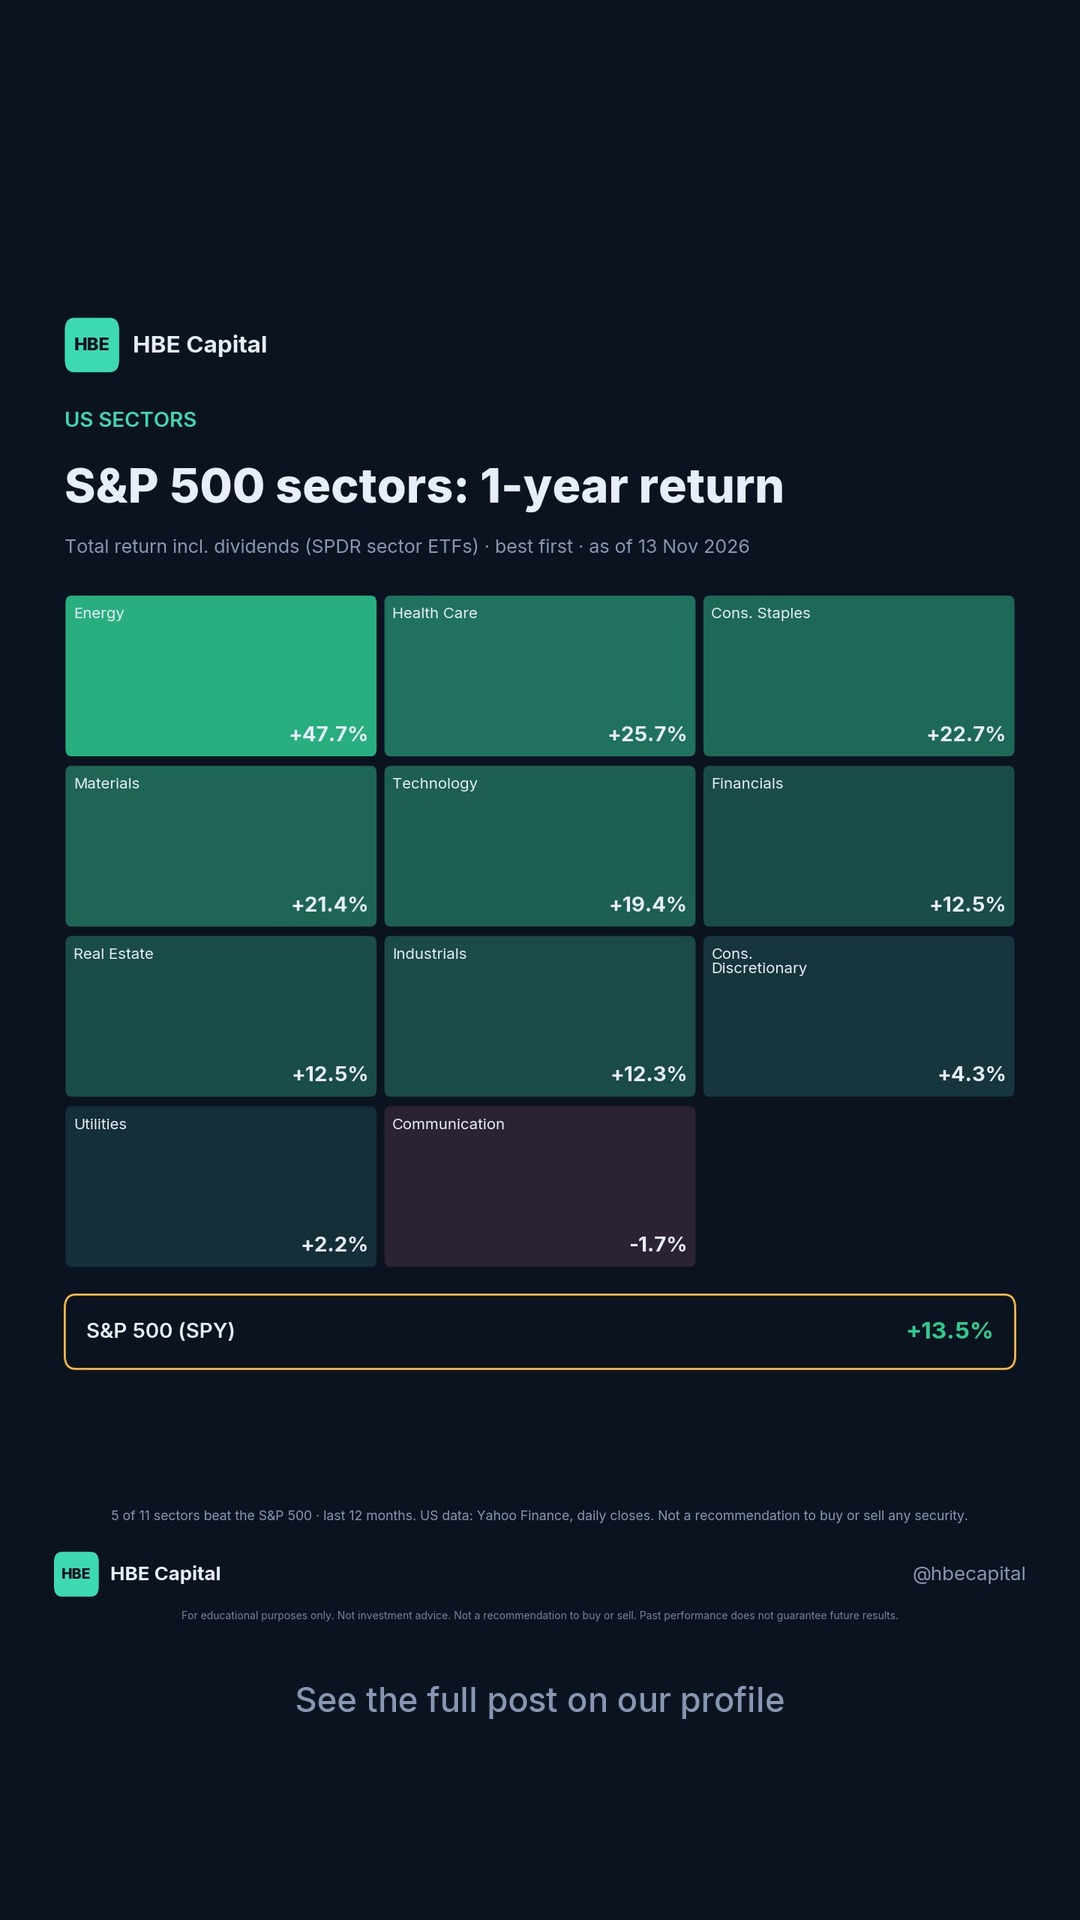 HBE
HBE Capital
US SECTORS
S&P 500 sectors: 1-year return
Total return incl. dividends (SPDR sector ETFs) · best first · as of 13 Nov 2026
Energy
+47.7%
Health Care
+25.7%
Cons. Staples
+22.7%
Materials
+21.4%
Technology
+19.4%
Financials
+12.5%
Real Estate
+12.5%
Industrials
+12.3%
Cons.
Discretionary
+4.3%
Utilities
+2.2%
Communication
-1.7%
S&P 500 (SPY)
+13.5%
5 of 11 sectors beat the S&P 500 · last 12 months. US data: Yahoo Finance, daily closes. Not a recommendation to buy or sell any security.
HBE
HBE Capital
@hbecapital
For educational purposes only. Not investment advice. Not a recommendation to buy or sell. Past performance does not guarantee future results.
See the full post on our profile